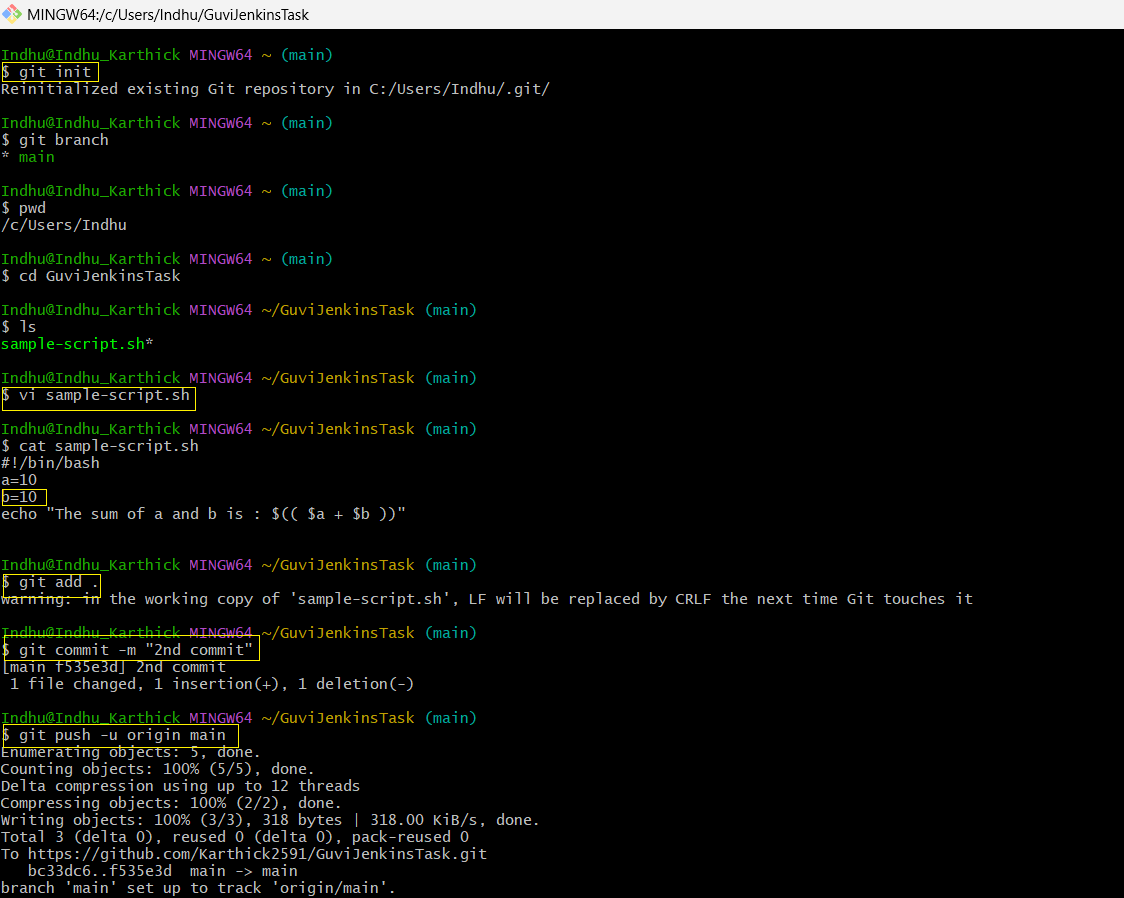 MINGW64:/c/Users/Indhu/GuviJenkinsTask
Indhu@Indhu_Karthick MINGW64 ~ (main)
$ git init
Reinitialized existing Git repository in C:/Users/Indhu/.git/
Indhu@Indhu_Karthick MINGW64 ~ (main)
$ git branch
* main
Indhu@Indhu_Karthick MINGW64 ~ (main)
$ pwd
/c/Users/Indhu
Indhu@Indhu_Karthick MINGW64 ~ (main)
$ cd GuviJenkinsTask
Indhu@Indhu_Karthick MINGW64 ~/GuviJenkinsTask (main)
$ ls
sample-script.sh*
Indhu@Indhu_Karthick MINGW64 ~/GuviJenkinsTask (main)
$ vi sample-script.sh
Indhu@Indhu_Karthick MINGW64 ~/GuviJenkinsTask (main)
$ cat sample-script.sh
#!/bin/bash
a=10
b=10
echo "The sum of a and b is : $(( $a + $b ))"
Indhu@Indhu_Karthick MINGW64 ~/GuviJenkinsTask (main)
$ git add .
warning: in the working copy of 'sample-script.sh', LF will be replaced by CRLF the next time Git touches it
Indhu@Indhu_Karthick MINGW64 ~/GuviJenkinsTask (main)
$ git commit -m "2nd commit"
[main f535e3d] 2nd commit
 1 file changed, 1 insertion(+), 1 deletion(-)
Indhu@Indhu_Karthick MINGW64 ~/GuviJenkinsTask (main)
$ git push -u origin main
Enumerating objects: 5, done.
Counting objects: 100% (5/5), done.
Delta compression using up to 12 threads
Compressing objects: 100% (2/2), done.
Writing objects: 100% (3/3), 318 bytes | 318.00 KiB/s, done.
Total 3 (delta 0), reused 0 (delta 0), pack-reused 0
To https://github.com/Karthick2591/GuviJenkinsTask.git
   bc33dc6..f535e3d  main -> main
branch 'main' set up to track 'origin/main'.